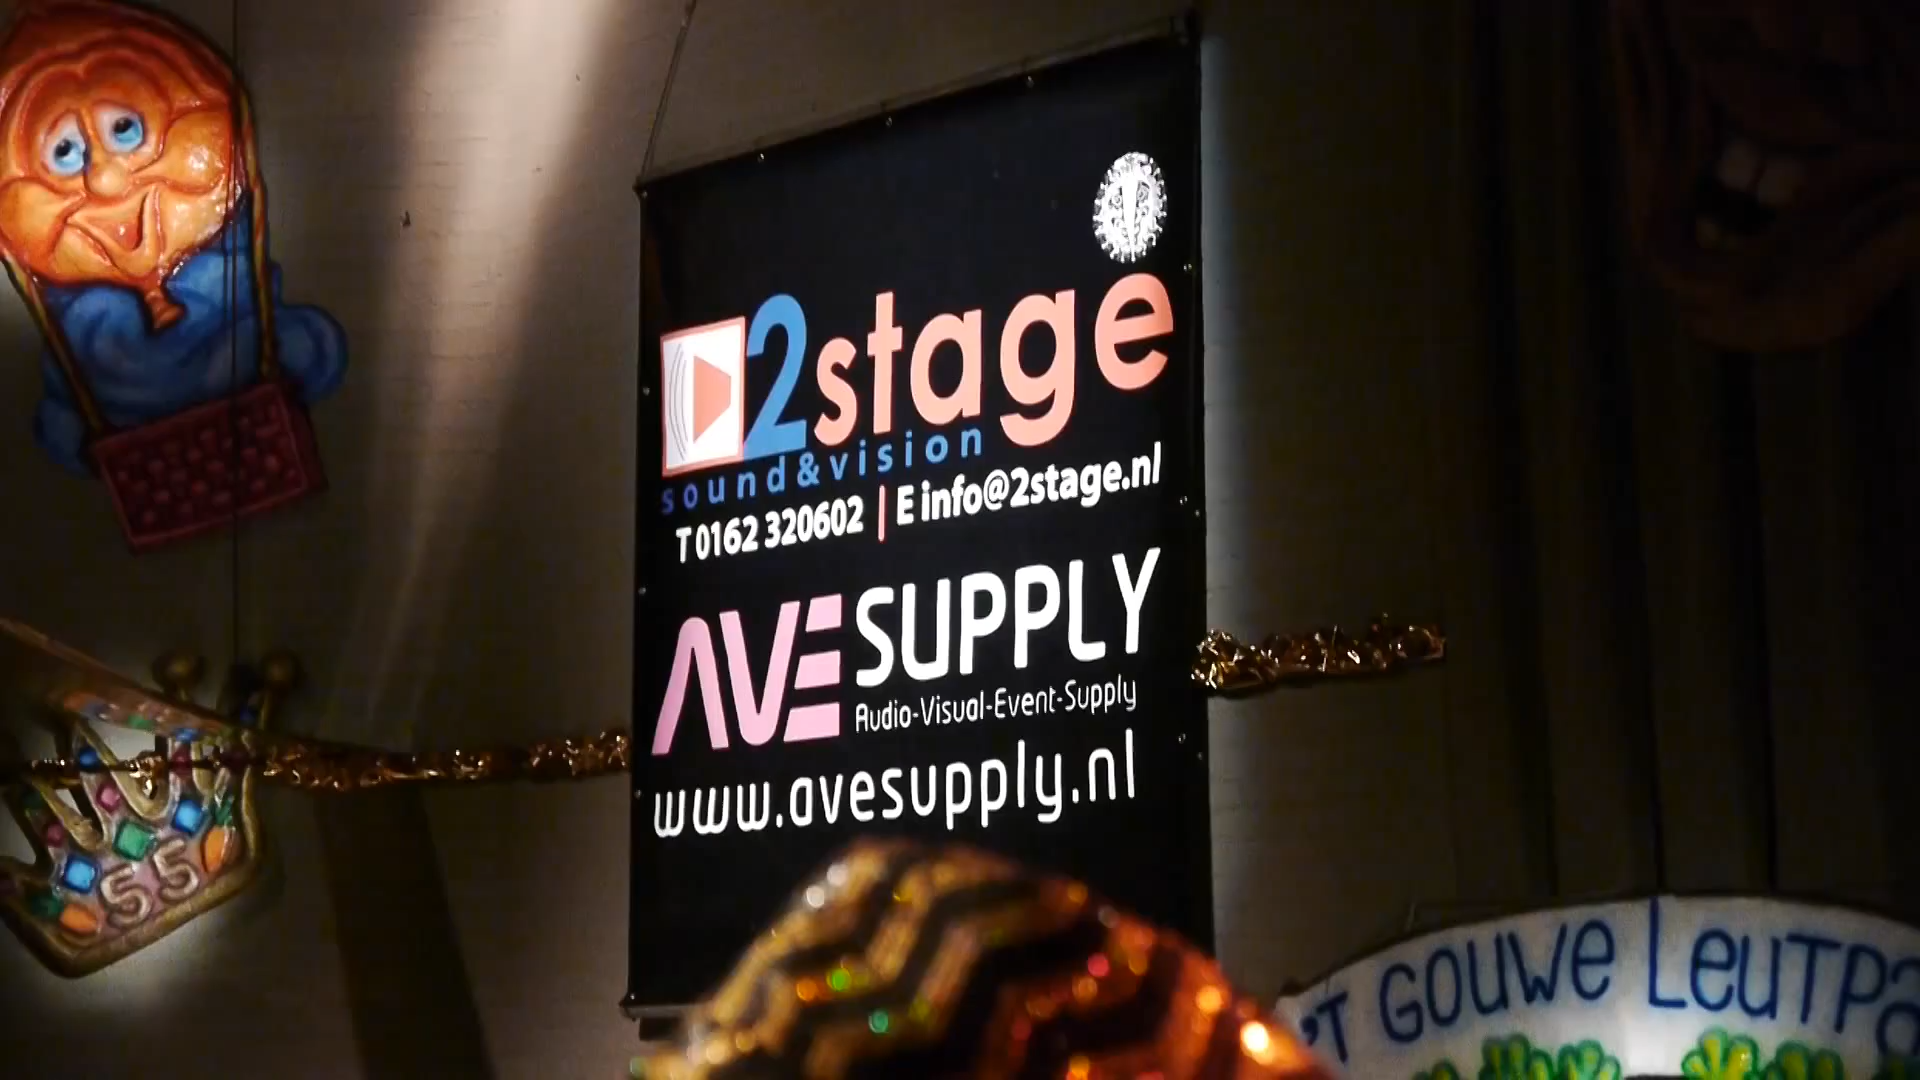 2stage
sound&vision
T 0162 320602 | E info@2stage.nl
AVE SUPPLY
Audio-Visual-Event-Supply
www.avesupply.nl
55
't GOUWE LEUTPa